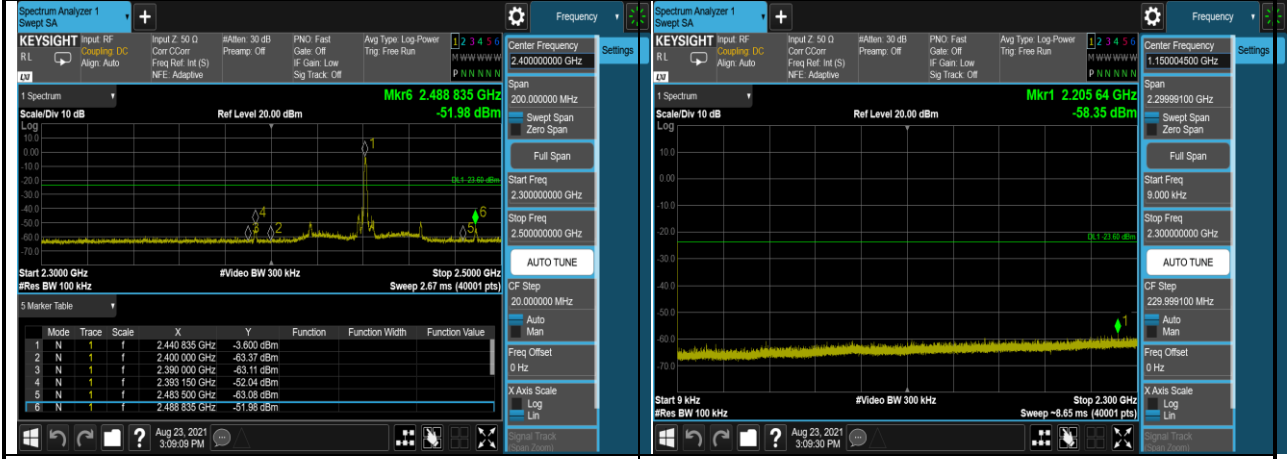 Spectrum Analyzer 1
Swept SA
Frequency
KEYSIGHT
RL
LXI
Input: RF
Coupling: DC
Align: Auto
Input Z: 50 Ω
Corr CCorr
Freq Ref: Int (S)
NFE: Adaptive
#Atten: 30 dB
Preamp: Off
PNO: Fast
Gate: Off
IF Gain: Low
Sig Track: Off
Avg Type: Log-Power
Trig: Free Run
1 2 3 4 5 6
M W W W W W
P N N N N N
1 Spectrum
Mkr6 2.488 835 GHz
Scale/Div 10 dB
Ref Level 20.00 dBm
-51.98 dBm
Log
10.0
0.00
-10.0
-20.0
-30.0
-40.0
-50.0
-60.0
-70.0
DL1 -23.60 dBm
1
4
3
2
5
6
Start 2.3000 GHz
#Video BW 300 kHz
Stop 2.5000 GHz
#Res BW 100 kHz
Sweep 2.67 ms (40001 pts)
5 Marker Table
Mode Trace Scale X Y Function Function Width Function Value
1 N 1 f 2.440 835 GHz -3.600 dBm
2 N 1 f 2.400 000 GHz -63.37 dBm
3 N 1 f 2.390 000 GHz -63.11 dBm
4 N 1 f 2.393 150 GHz -52.04 dBm
5 N 1 f 2.483 500 GHz -63.08 dBm
6 N 1 f 2.488 835 GHz -51.98 dBm
Aug 23, 2021
3:09:09 PM
Center Frequency
2.400000000 GHz
Settings
Span
200.000000 MHz
Swept Span
Zero Span
Full Span
Start Freq
2.300000000 GHz
Stop Freq
2.500000000 GHz
AUTO TUNE
CF Step
20.000000 MHz
Auto
Man
Freq Offset
0 Hz
X Axis Scale
Log
Lin
Signal Track
(Span Zoom)
Spectrum Analyzer 1
Swept SA
Frequency
KEYSIGHT
RL
LXI
Input: RF
Coupling: DC
Align: Auto
Input Z: 50 Ω
Corr CCorr
Freq Ref: Int (S)
NFE: Adaptive
#Atten: 30 dB
Preamp: Off
PNO: Fast
Gate: Off
IF Gain: Low
Sig Track: Off
Avg Type: Log-Power
Trig: Free Run
1 2 3 4 5 6
M W W W W W
P N N N N N
1 Spectrum
Mkr1 2.205 64 GHz
Scale/Div 10 dB
Ref Level 20.00 dBm
-58.35 dBm
Log
10.0
0.00
-10.0
-20.0
-30.0
-40.0
-50.0
-60.0
-70.0
DL1 -23.60 dBm
1
Start 9 kHz
#Video BW 300 kHz
Stop 2.300 GHz
#Res BW 100 kHz
Sweep ~8.65 ms (40001 pts)
Aug 23, 2021
3:09:30 PM
Center Frequency
1.150004500 GHz
Settings
Span
2.29999100 GHz
Swept Span
Zero Span
Full Span
Start Freq
9.000 kHz
Stop Freq
2.300000000 GHz
AUTO TUNE
CF Step
229.999100 MHz
Auto
Man
Freq Offset
0 Hz
X Axis Scale
Log
Lin
Signal Track
(Span Zoom)